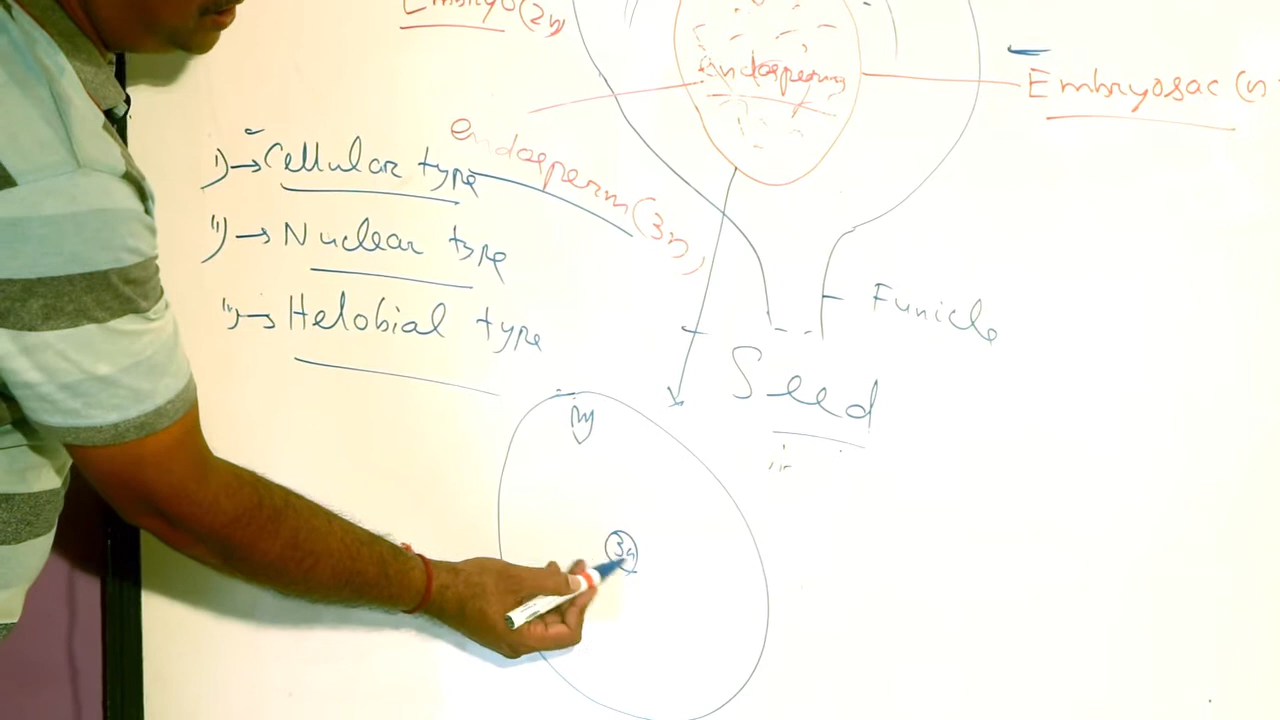 Embryo(2n)
Endosperm
Embryosac (n
endosperm(3n)
i)→Cellular type
ii)→ Nuclear type
iii)→ Helobial type
Funicle
Seed
3n